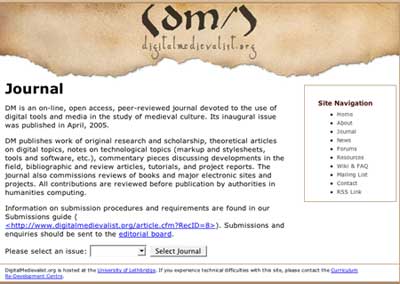 <dm/>
digitalmedievalist.org
Journal
DM is an on-line, open access, peer-reviewed journal devoted to the use of
digital tools and media in the study of medieval culture. Its inaugural issue
was published in April, 2005.
DM publishes work of original research and scholarship, theoretical articles
on digital topics, notes on technological topics (markup and stylesheets,
tools and software, etc.), commentary pieces discussing developments in the
field, bibliographic and review articles, tutorials, and project reports. The
journal also commissions reviews of books and major electronic sites and
projects. All contributions are reviewed before publication by authorities in
humanities computing.
Information on submission procedures and requirements are found in our
Submissions guide (
<http://www.digitalmedievalist.org/article.cfm?RecID=8>). Submissions and
enquiries should be sent to the editorial board.
Please select an issue:
Select Journal
Site Navigation
Home
About
Journal
News
Forums
Resources
Wiki & FAQ
Mailing List
Contact
RSS Link
DigitalMedievalist.org is hosted at the University of Lethbridge. If you experience technical difficulties with this site, please contact the Curriculum
Re-Development Centre.